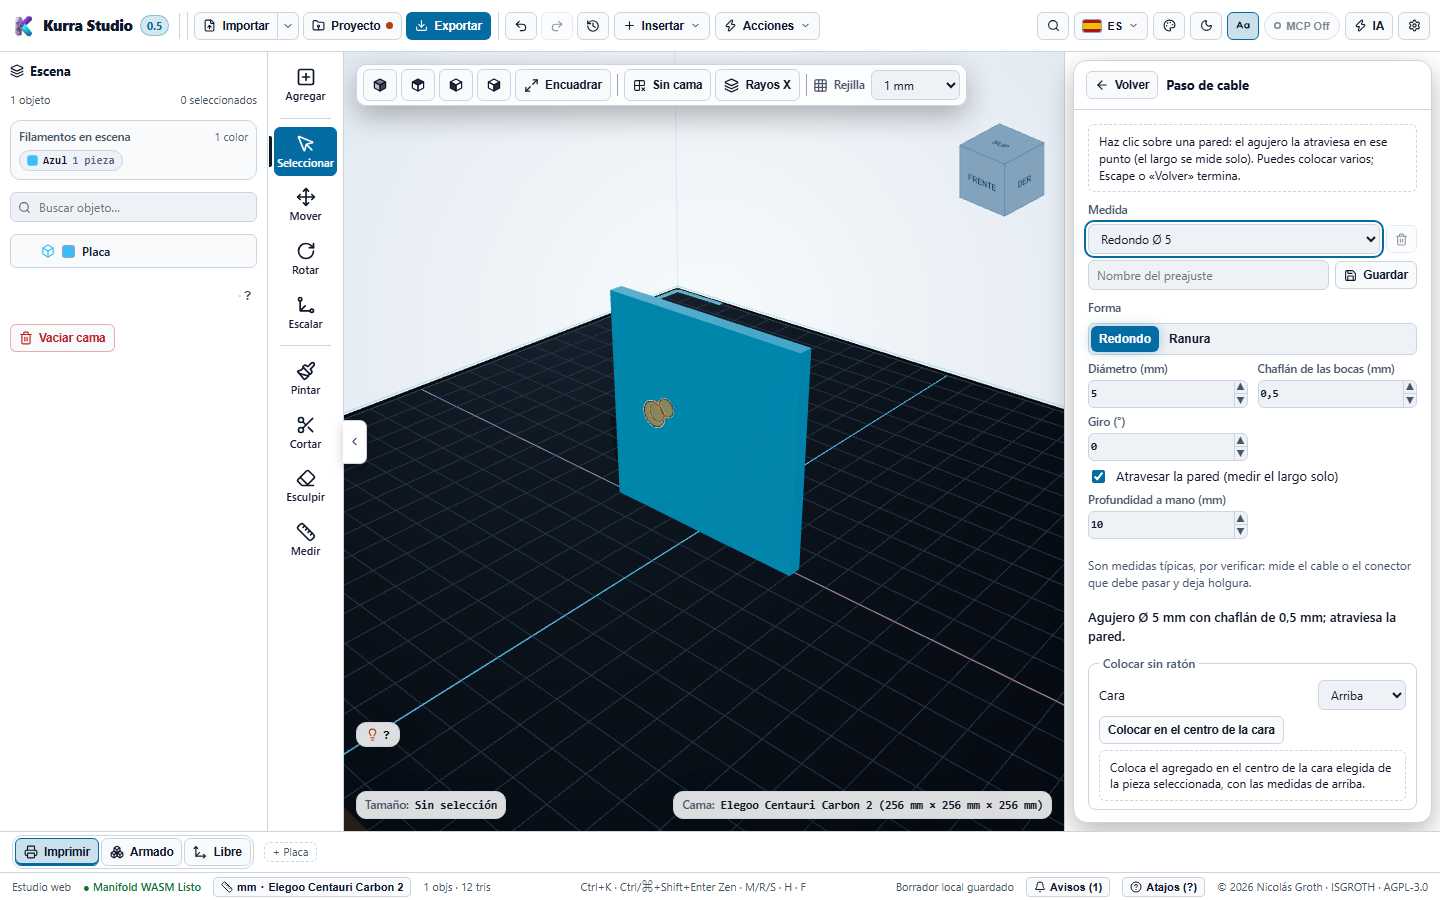 Kurra Studio 0.5 Importar Proyecto Exportar Insertar Acciones ES Aa MCP Off IA
Escena
1 objeto 0 seleccionados
Filamentos en escena 1 color
Azul 1 pieza
Buscar objeto...
Placa
· ?
Vaciar cama
Agregar
Seleccionar
Mover
Rotar
Escalar
Pintar
Cortar
Esculpir
Medir
Encuadrar Sin cama Rayos X Rejilla 1 mm
SUP
FRENTE DER
?
Tamaño: Sin selección Cama: Elegoo Centauri Carbon 2 (256 mm × 256 mm × 256 mm)
Volver Paso de cable
Haz clic sobre una pared: el agujero la atraviesa en ese
punto (el largo se mide solo). Puedes colocar varios;
Escape o «Volver» termina.
Medida
Redondo Ø 5
Nombre del preajuste Guardar
Forma
Redondo Ranura
Diámetro (mm) Chaflán de las bocas (mm)
5 0,5
Giro (°)
0
Atravesar la pared (medir el largo solo)
Profundidad a mano (mm)
10
Son medidas típicas, por verificar: mide el cable o el conector
que debe pasar y deja holgura.
Agujero Ø 5 mm con chaflán de 0,5 mm; atraviesa la
pared.
Colocar sin ratón
Cara Arriba
Colocar en el centro de la cara
Coloca el agregado en el centro de la cara elegida de
la pieza seleccionada, con las medidas de arriba.
Imprimir Armado Libre + Placa
Estudio web Manifold WASM Listo mm · Elegoo Centauri Carbon 2 1 objs · 12 tris Ctrl+K · Ctrl/⌘+Shift+Enter Zen · M/R/S · H · F Borrador local guardado Avisos (1) Atajos (?) © 2026 Nicolás Groth · ISGROTH · AGPL-3.0